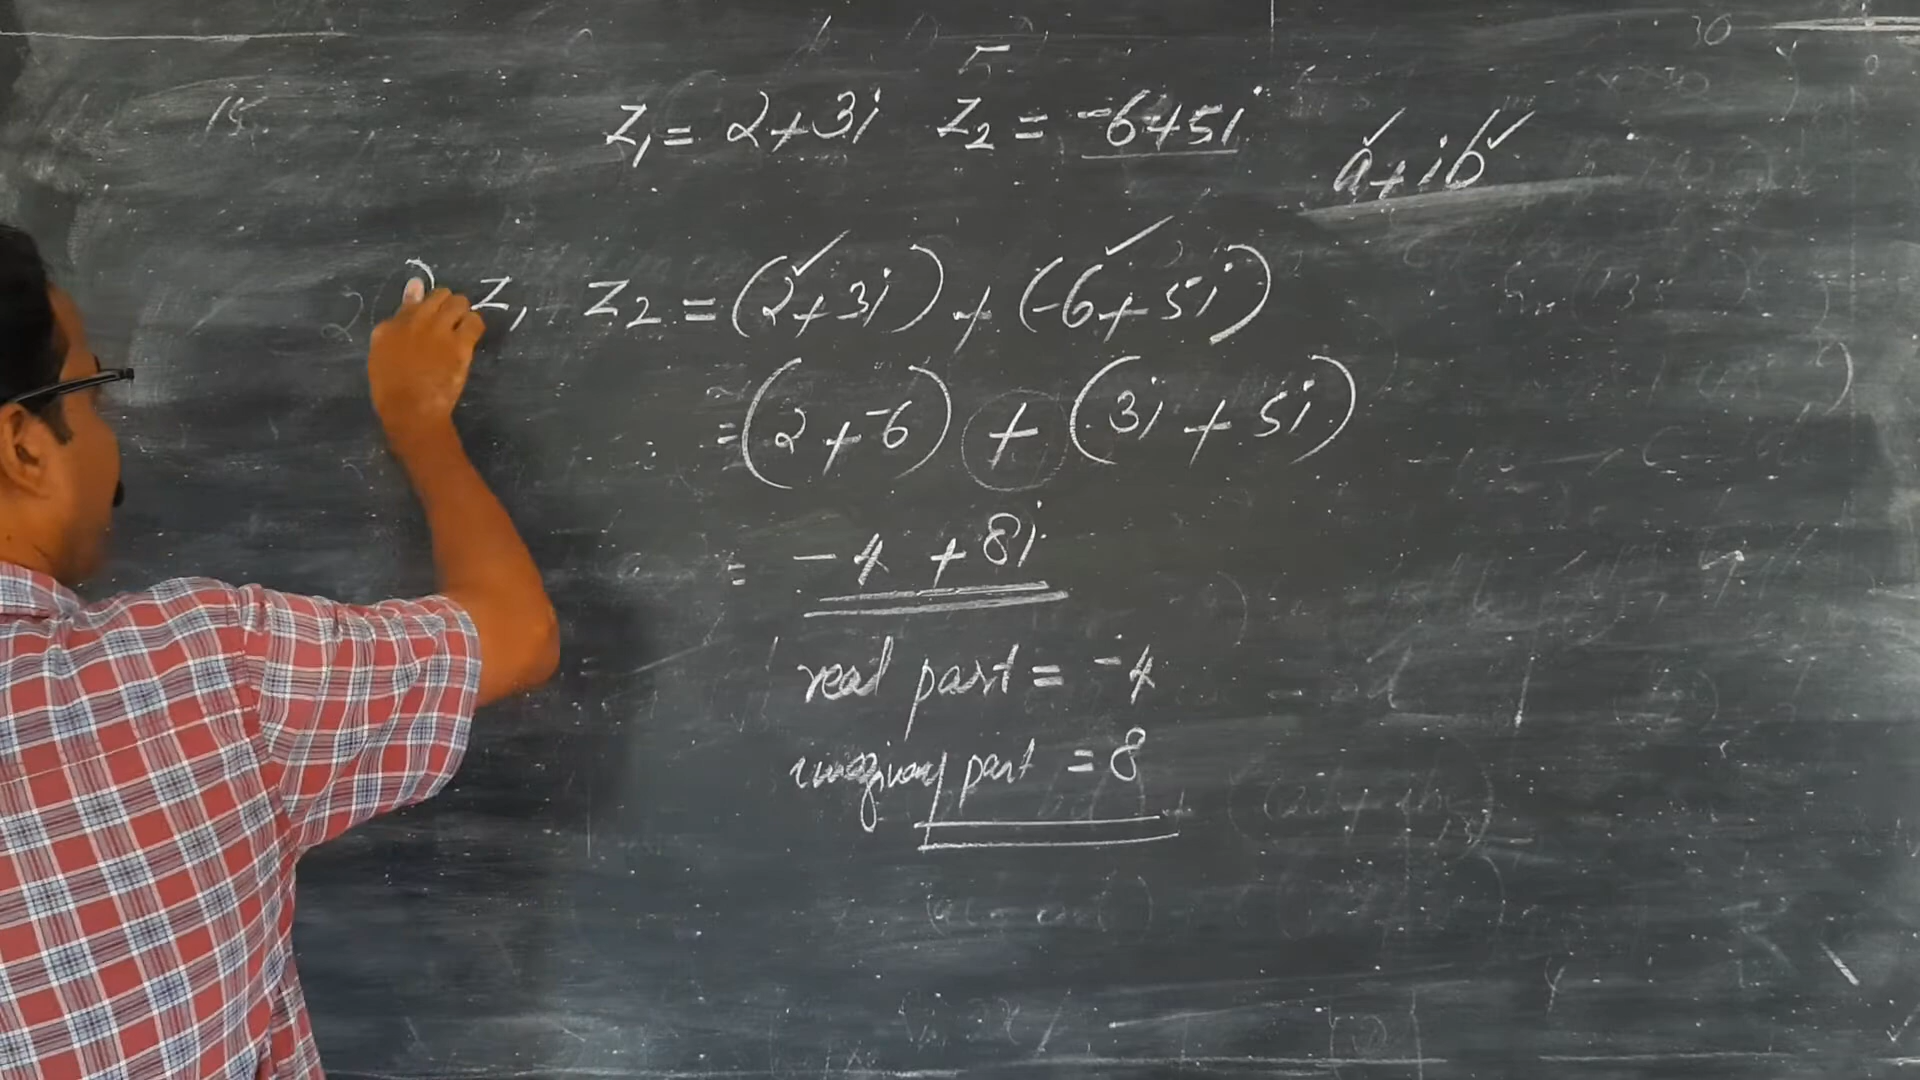 15.
z₁ = 2+3i z₂ = -6+5i
a+ib
z₁ - z₂ = (2+3i) + (-6+5i)
= (2+-6) + (3i+5i)
= -4 +8i
real part = -4
imaginary part = 8